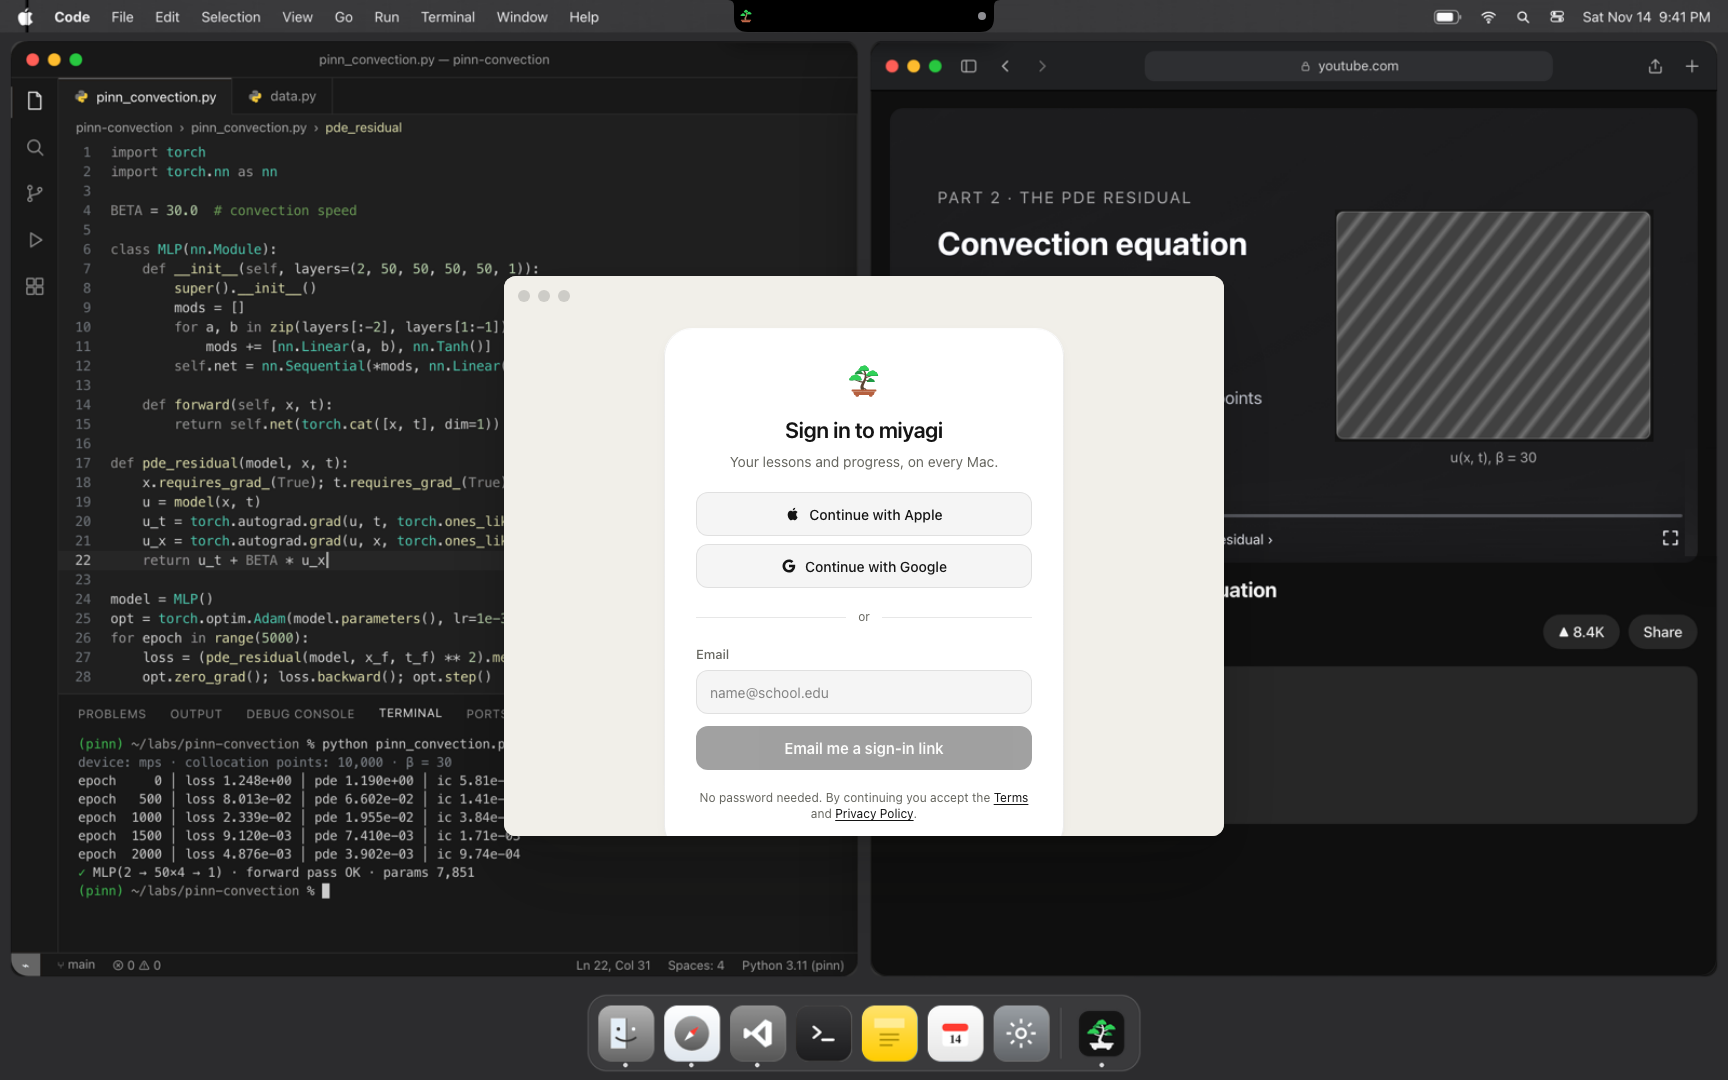 Code File Edit Selection View Go Run Terminal Window Help
Sat Nov 14 9:41 PM
pinn_convection.py — pinn-convection
pinn_convection.py
data.py
pinn-convection › pinn_convection.py › pde_residual
1 import torch
2 import torch.nn as nn
3
4 BETA = 30.0 # convection speed
5
6 class MLP(nn.Module):
7 def __init__(self, layers=(2, 50, 50, 50, 50, 1)):
8 super().__init__()
9 mods = []
10 for a, b in zip(layers[:-2], layers[1:-1])
11 mods += [nn.Linear(a, b), nn.Tanh()]
12 self.net = nn.Sequential(*mods, nn.Linear(
13
14 def forward(self, x, t):
15 return self.net(torch.cat([x, t], dim=1))
16
17 def pde_residual(model, x, t):
18 x.requires_grad_(True); t.requires_grad_(True)
19 u = model(x, t)
20 u_t = torch.autograd.grad(u, t, torch.ones_lik
21 u_x = torch.autograd.grad(u, x, torch.ones_lik
22 return u_t + BETA * u_x
23
24 model = MLP()
25 opt = torch.optim.Adam(model.parameters(), lr=1e-3
26 for epoch in range(5000):
27 loss = (pde_residual(model, x_f, t_f) ** 2).me
28 opt.zero_grad(); loss.backward(); opt.step()
PROBLEMS OUTPUT DEBUG CONSOLE TERMINAL PORTS
(pinn) ~/labs/pinn-convection % python pinn_convection.p
device: mps · collocation points: 10,000 · β = 30
epoch 0 │ loss 1.248e+00 │ pde 1.190e+00 │ ic 5.81e-
epoch 500 │ loss 8.013e-02 │ pde 6.602e-02 │ ic 1.41e-
epoch 1000 │ loss 2.339e-02 │ pde 1.955e-02 │ ic 3.84e-
epoch 1500 │ loss 9.120e-03 │ pde 7.410e-03 │ ic 1.71e-03
epoch 2000 │ loss 4.876e-03 │ pde 3.902e-03 │ ic 9.74e-04
✓ MLP(2 → 50×4 → 1) · forward pass OK · params 7,851
(pinn) ~/labs/pinn-convection %
main 0 0
Ln 22, Col 31 Spaces: 4 Python 3.11 (pinn)
youtube.com
PART 2 · THE PDE RESIDUAL
Convection equation
points
u(x, t), β = 30
esidual ›
uation
8.4K
Share
Sign in to miyagi
Your lessons and progress, on every Mac.
Continue with Apple
Continue with Google
or
Email
name@school.edu
Email me a sign-in link
No password needed. By continuing you accept the Terms
and Privacy Policy.
14